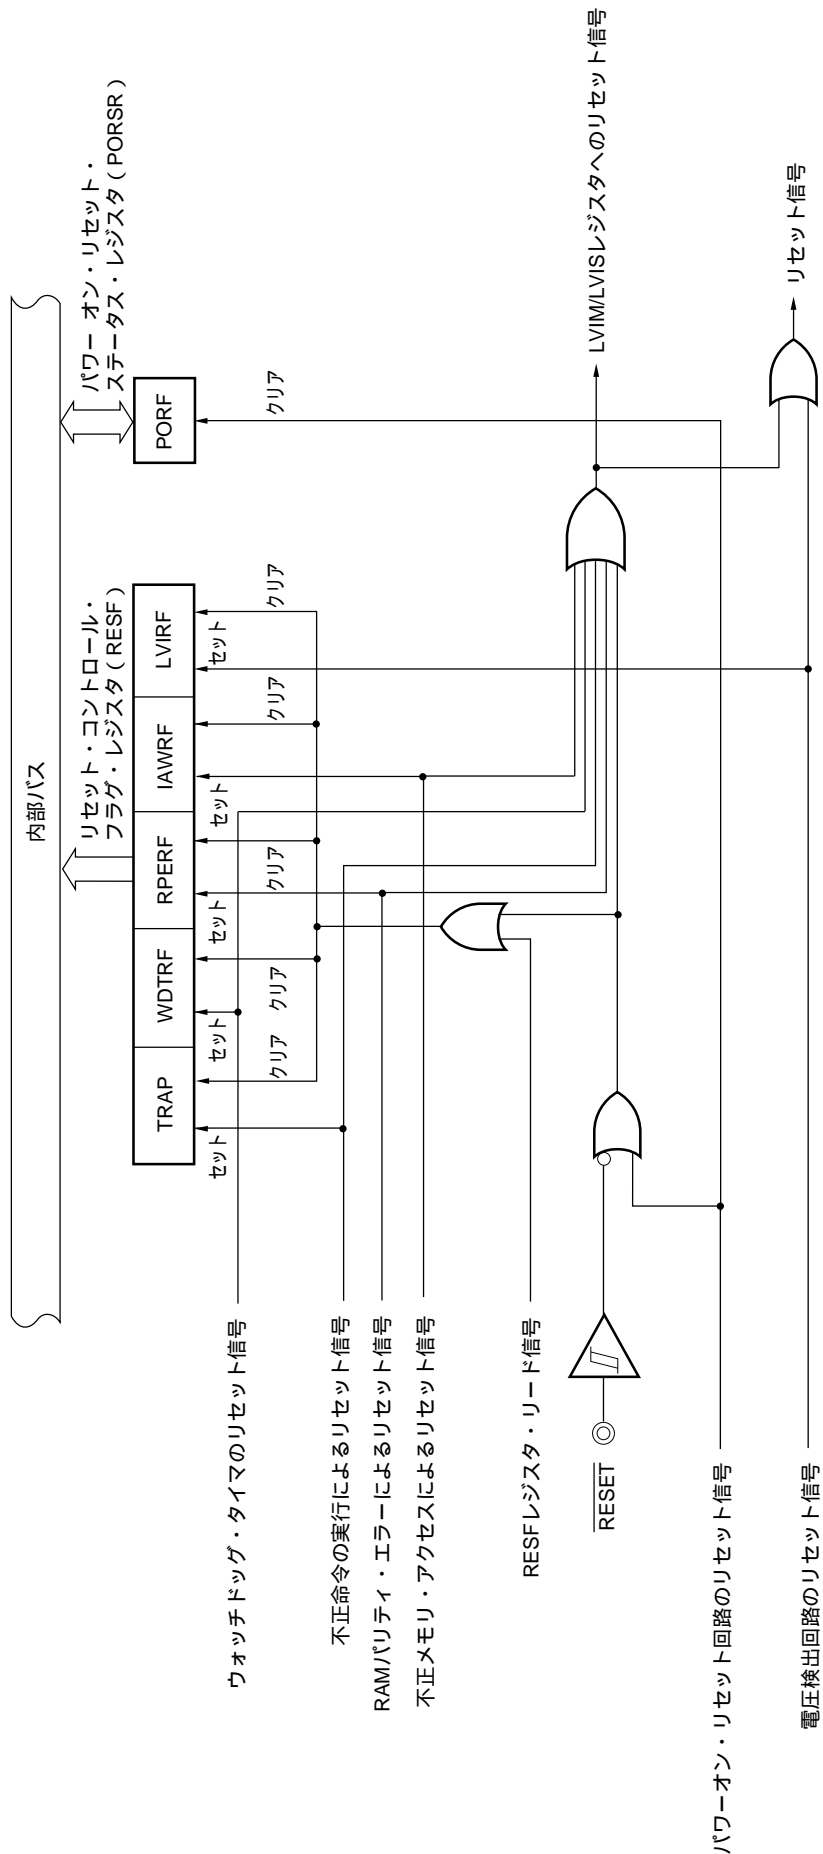 内部バス
リセット・コントロール・
フラグ・レジスタ（RESF）
パワー オン・リセット・
ステータス・レジスタ（PORSR）
TRAP
WDTRF
RPERF
IAWRF
LVIRF
PORF
セット
クリア
セット
クリア
セット
クリア
セット
クリア
セット
クリア
クリア
ウォッチドッグ・タイマのリセット信号
不正命令の実行によるリセット信号
RAMパリティ・エラーによるリセット信号
不正メモリ・アクセスによるリセット信号
RESFレジスタ・リード信号
RESET
パワーオン・リセット回路のリセット信号
電圧検出回路のリセット信号
LVIM/LVISレジスタへのリセット信号
リセット信号